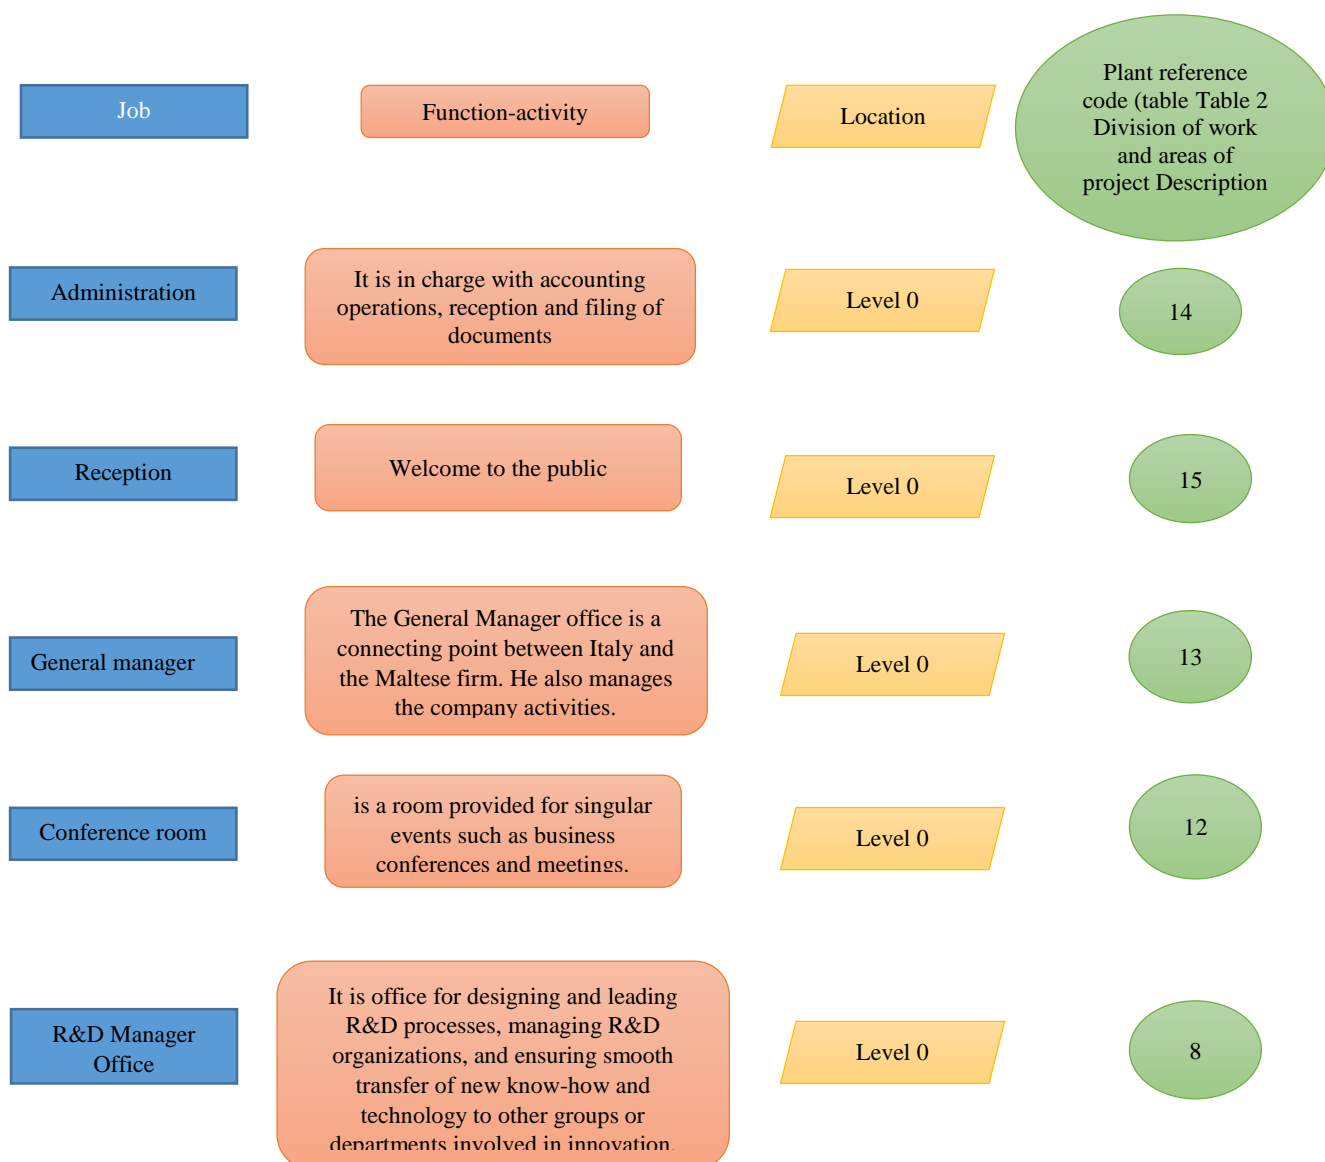 Job
Function-activity
Location
Plant reference
code (table Table 2
Division of work
and areas of
project Description
Administration
It is in charge with accounting
operations, reception and filing of
documents
Level 0
14
Reception
Welcome to the public
Level 0
15
General manager
The General Manager office is a
connecting point between Italy and
the Maltese firm. He also manages
the company activities.
Level 0
13
Conference room
is a room provided for singular
events such as business
conferences and meetings.
Level 0
12
R&D Manager
Office
It is office for designing and leading
R&D processes, managing R&D
organizations, and ensuring smooth
transfer of new know-how and
technology to other groups or
departments involved in innovation.
Level 0
8